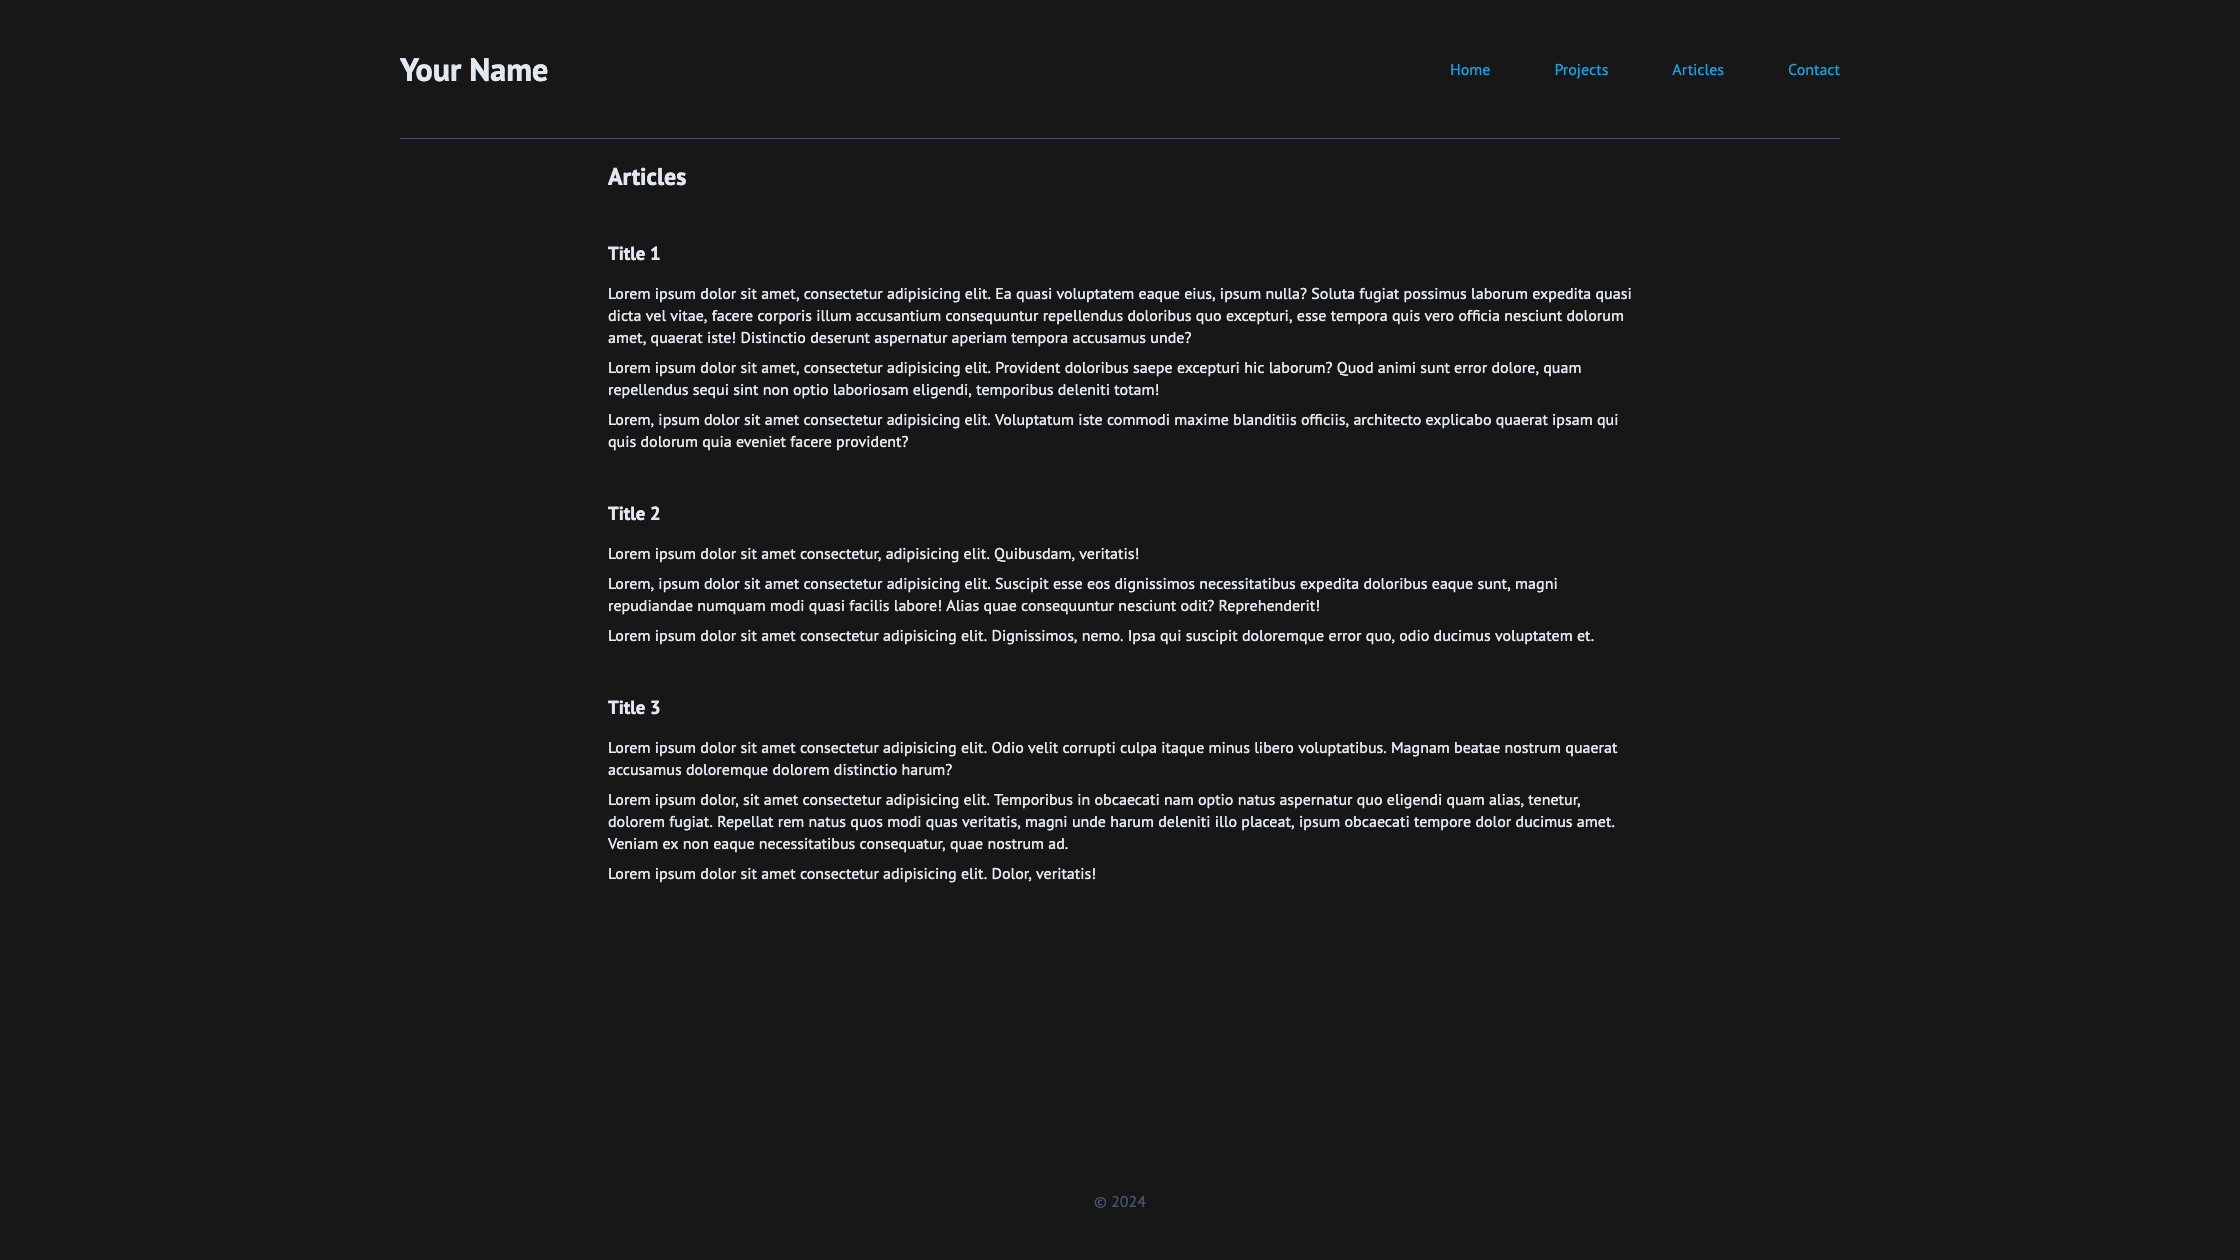 Your Name
Home
Projects
Articles
Contact
Articles
Title 1
Lorem ipsum dolor sit amet, consectetur adipisicing elit. Ea quasi voluptatem eaque eius, ipsum nulla? Soluta fugiat possimus laborum expedita quasi
dicta vel vitae, facere corporis illum accusantium consequuntur repellendus doloribus quo excepturi, esse tempora quis vero officia nesciunt dolorum
amet, quaerat iste! Distinctio deserunt aspernatur aperiam tempora accusamus unde?
Lorem ipsum dolor sit amet, consectetur adipisicing elit. Provident doloribus saepe excepturi hic laborum? Quod animi sunt error dolore, quam
repellendus sequi sint non optio laboriosam eligendi, temporibus deleniti totam!
Lorem, ipsum dolor sit amet consectetur adipisicing elit. Voluptatum iste commodi maxime blanditiis officiis, architecto explicabo quaerat ipsam qui
quis dolorum quia eveniet facere provident?
Title 2
Lorem ipsum dolor sit amet consectetur, adipisicing elit. Quibusdam, veritatis!
Lorem, ipsum dolor sit amet consectetur adipisicing elit. Suscipit esse eos dignissimos necessitatibus expedita doloribus eaque sunt, magni
repudiandae numquam modi quasi facilis labore! Alias quae consequuntur nesciunt odit? Reprehenderit!
Lorem ipsum dolor sit amet consectetur adipisicing elit. Dignissimos, nemo. Ipsa qui suscipit doloremque error quo, odio ducimus voluptatem et.
Title 3
Lorem ipsum dolor sit amet consectetur adipisicing elit. Odio velit corrupti culpa itaque minus libero voluptatibus. Magnam beatae nostrum quaerat
accusamus doloremque dolorem distinctio harum?
Lorem ipsum dolor, sit amet consectetur adipisicing elit. Temporibus in obcaecati nam optio natus aspernatur quo eligendi quam alias, tenetur,
dolorem fugiat. Repellat rem natus quos modi quas veritatis, magni unde harum deleniti illo placeat, ipsum obcaecati tempore dolor ducimus amet.
Veniam ex non eaque necessitatibus consequatur, quae nostrum ad.
Lorem ipsum dolor sit amet consectetur adipisicing elit. Dolor, veritatis!
© 2024